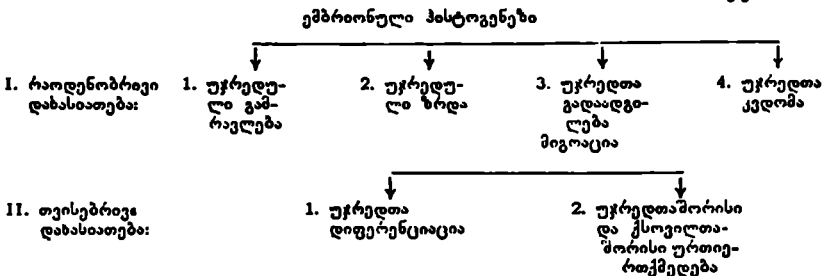 ემბრიონული ჰისტოგენეზი
I. რაოდენობრივი დახასიათება:
1. უჯრედუ-
ლი გამ-
რავლება
2. უჯრედუ-
ლი ზრდა
3. უჯრედთა
გადაადგი-
ლება
მიგოაცია
4. უჯრედთა
კვდომა
II. თვისებრივი
დახასიათება:
1. უჯრედთა
დიფერენციაცია
2. უჯრედთაშორისი
და ქსოვილთა-
შორისი ურთიე-
რთქმედება